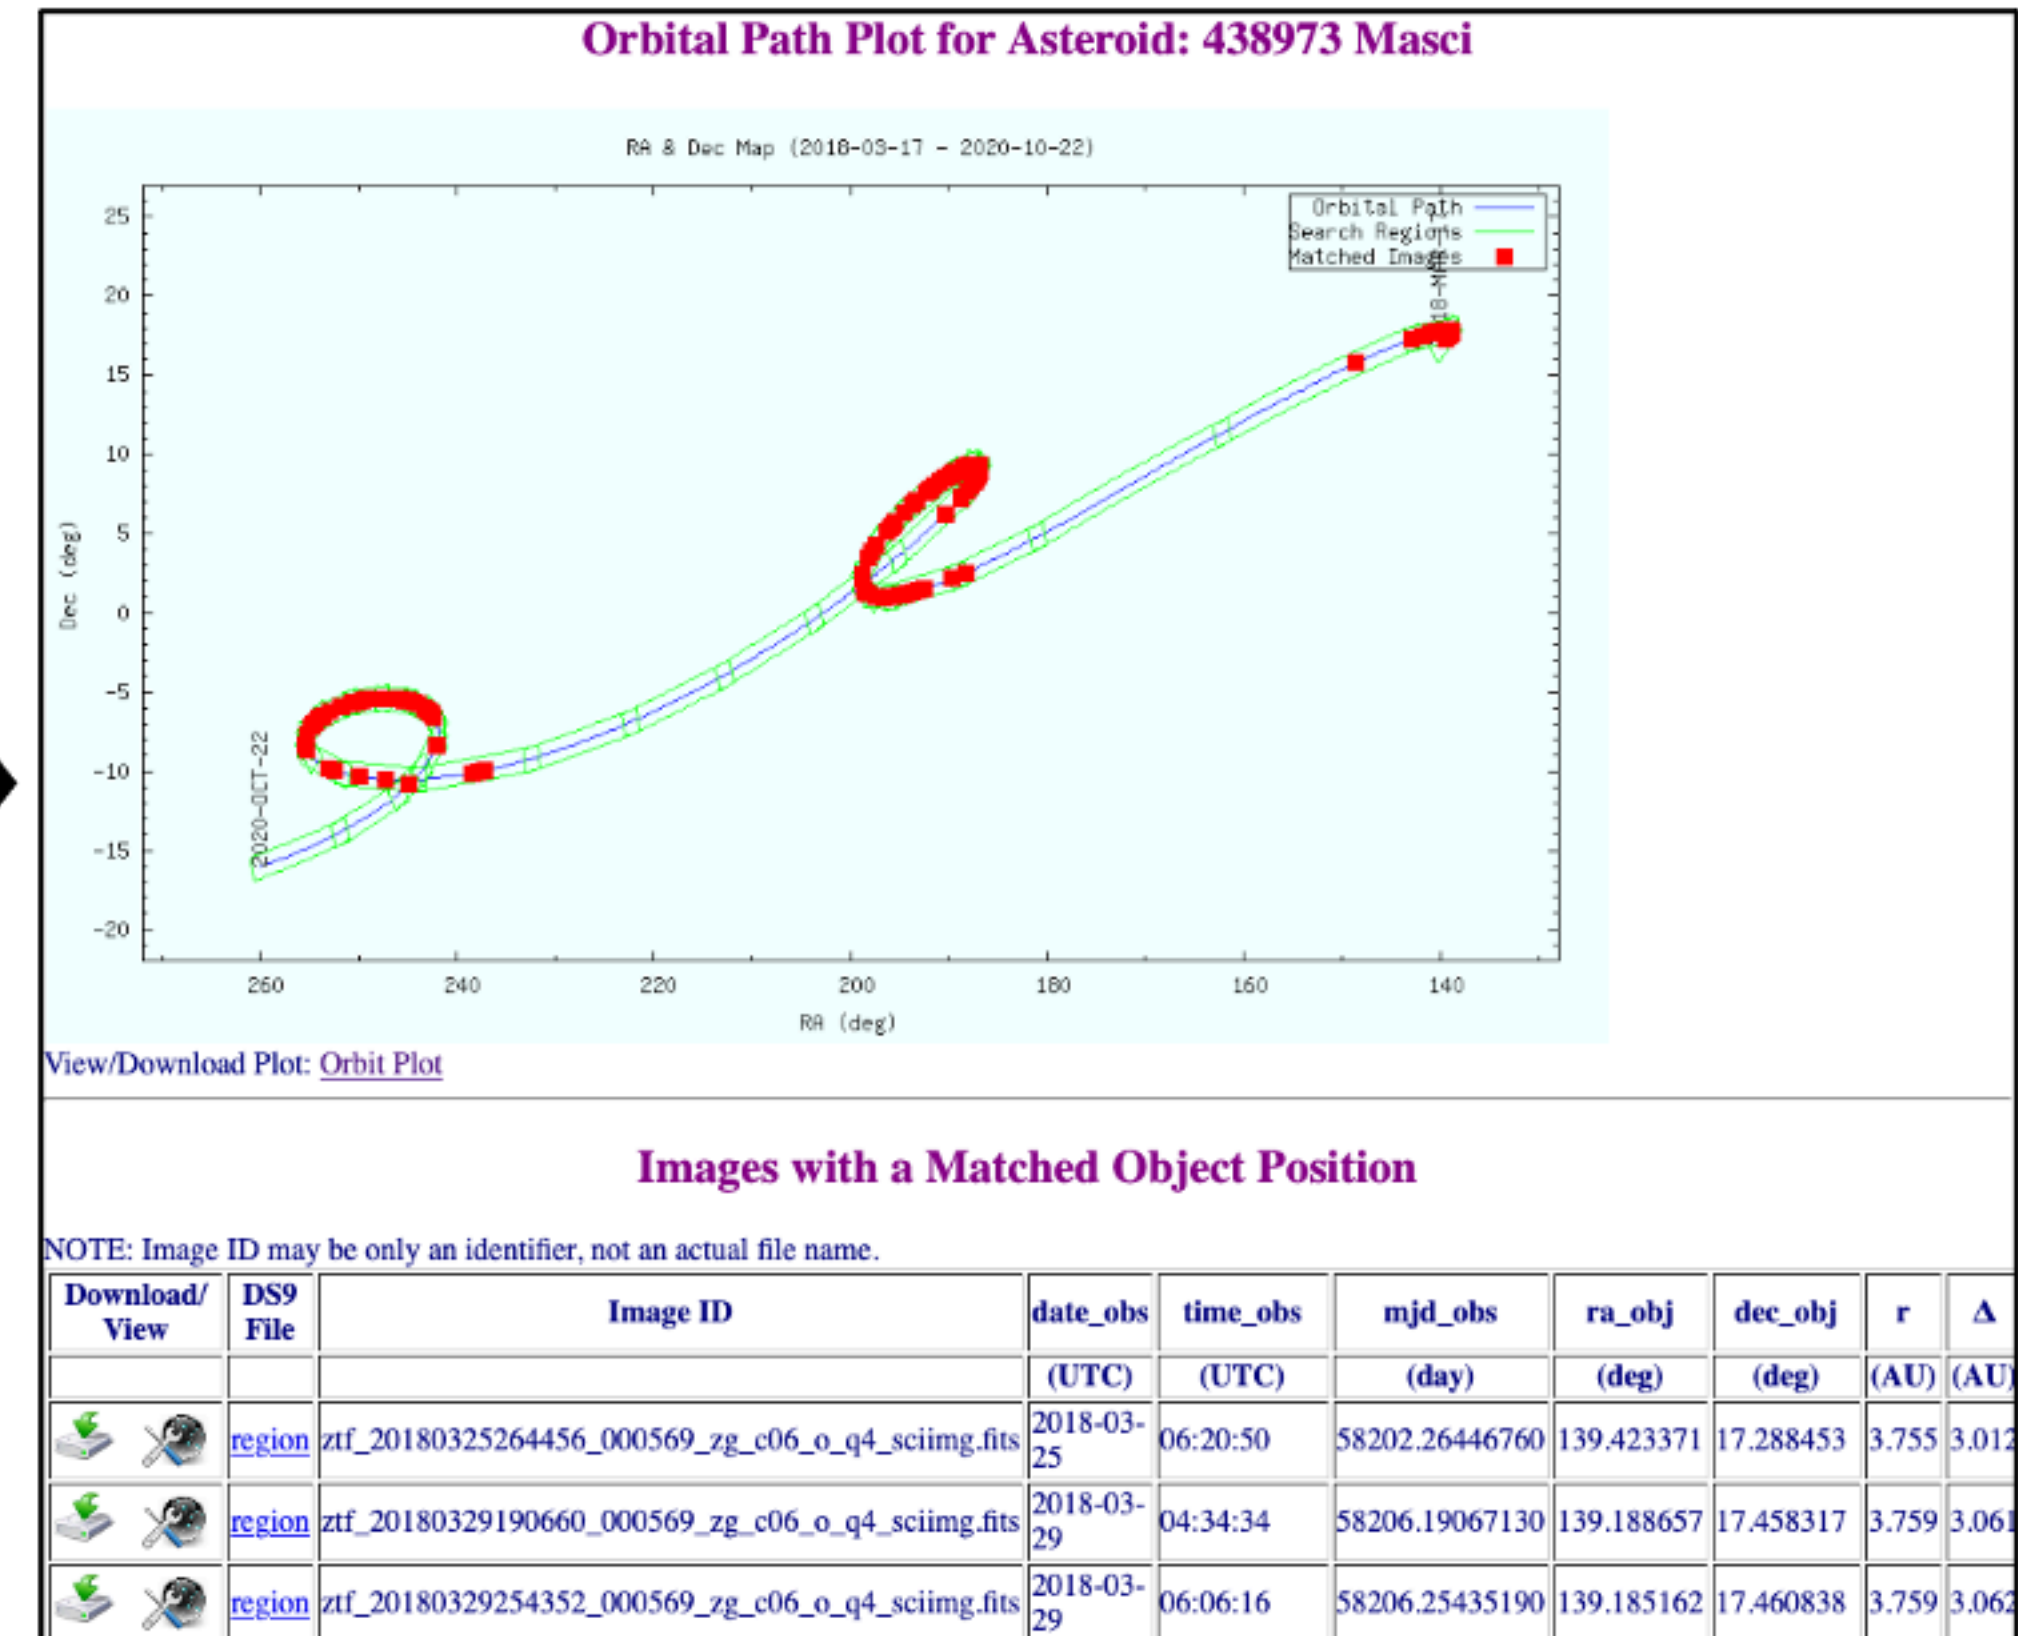 Orbital Path Plot for Asteroid: 438973 Masci
RA & Dec Map (2018-03-17 - 2020-10-22)
Orbital Path
Search Regions
Matched Images
25
20
15
10
5
0
-5
-10
-15
-20
Dec (deg)
2020-OCT-22
260 240 220 200 180 160 140
RA (deg)
View/Download Plot: Orbit Plot
Images with a Matched Object Position
NOTE: Image ID may be only an identifier, not an actual file name.
Download/ View DS9 File Image ID date_obs time_obs mjd_obs ra_obj dec_obj r Δ
(UTC) (UTC) (day) (deg) (deg) (AU) (AU)
region ztf_20180325264456_000569_zg_c06_o_q4_sciimg.fits 2018-03-25 06:20:50 58202.26446760 139.423371 17.288453 3.755 3.012
region ztf_20180329190660_000569_zg_c06_o_q4_sciimg.fits 2018-03-29 04:34:34 58206.19067130 139.188657 17.458317 3.759 3.061
region ztf_20180329254352_000569_zg_c06_o_q4_sciimg.fits 2018-03-29 06:06:16 58206.25435190 139.185162 17.460838 3.759 3.062